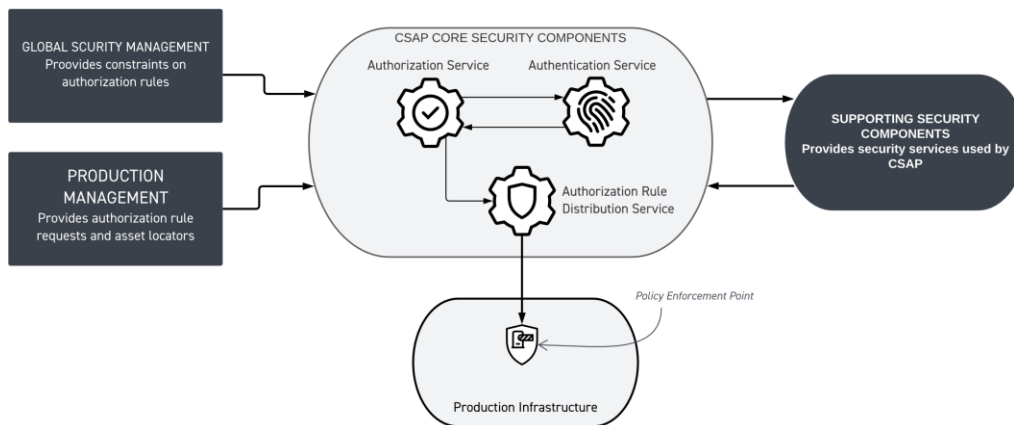 GLOBAL SCURITY MANAGEMENT
Proovides constraints on
authorization rules
PRODUCTION
MANAGEMENT
Provides authorization rule
requests and asset locators
CSAP CORE SECURITY COMPONENTS
Authorization Service
Authentication Service
Authorization Rule
Distribution Service
SUPPORTING SECURITY
COMPONENTS
Provides security services used by
CSAP
Policy Enforcement Point
Production Infrastructure